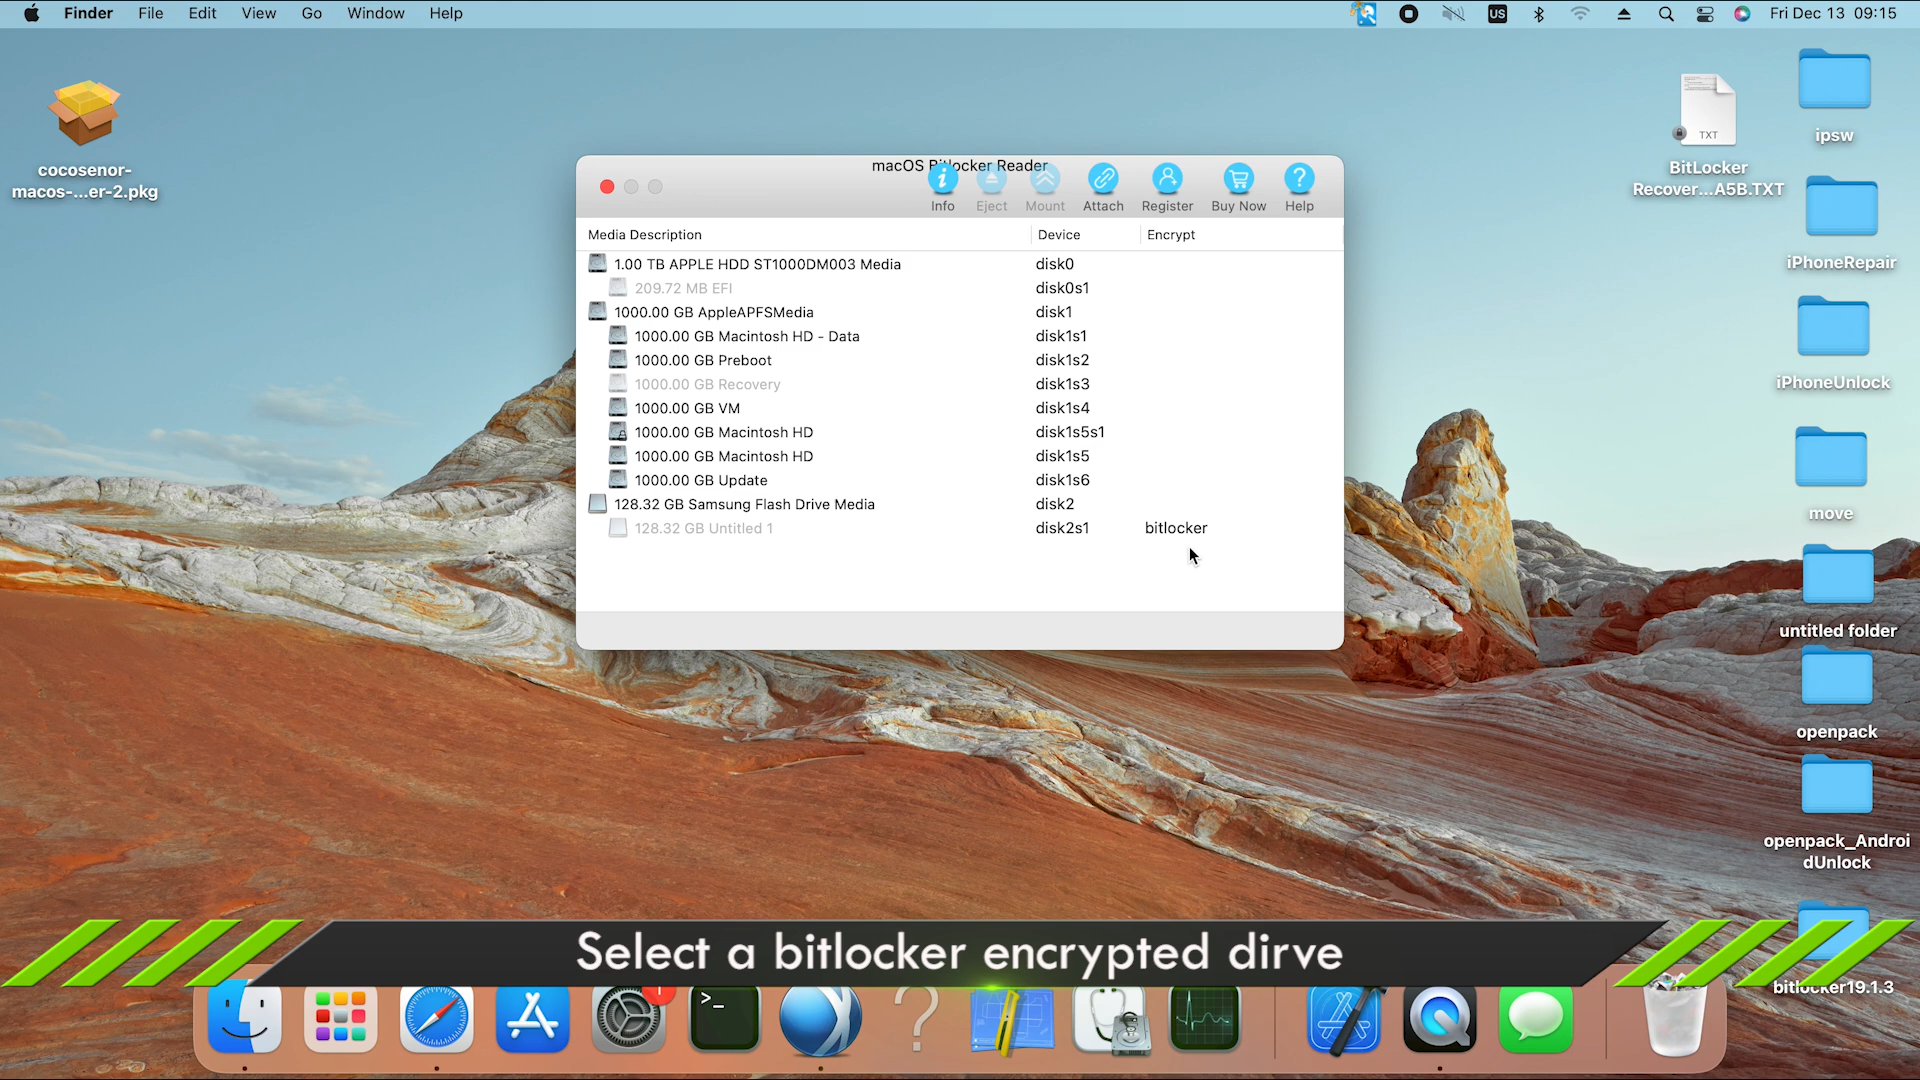 Finder File Edit View Go Window Help
US Fri Dec 13 09:15
cocosenor-
macos-...er-2.pkg
TXT
BitLocker
Recover...A5B.TXT
ipsw
iPhoneRepair
iPhoneUnlock
move
untitled folder
openpack
openpack_Androi
dUnlock
bitlocker19.1.3
macOS Bitlocker Reader
Info Eject Mount Attach Register Buy Now Help
Media Description Device Encrypt
1.00 TB APPLE HDD ST1000DM003 Media disk0
209.72 MB EFI disk0s1
1000.00 GB AppleAPFSMedia disk1
1000.00 GB Macintosh HD - Data disk1s1
1000.00 GB Preboot disk1s2
1000.00 GB Recovery disk1s3
1000.00 GB VM disk1s4
1000.00 GB Macintosh HD disk1s5s1
1000.00 GB Macintosh HD disk1s5
1000.00 GB Update disk1s6
128.32 GB Samsung Flash Drive Media disk2
128.32 GB Untitled 1 disk2s1 bitlocker
Select a bitlocker encrypted dirve